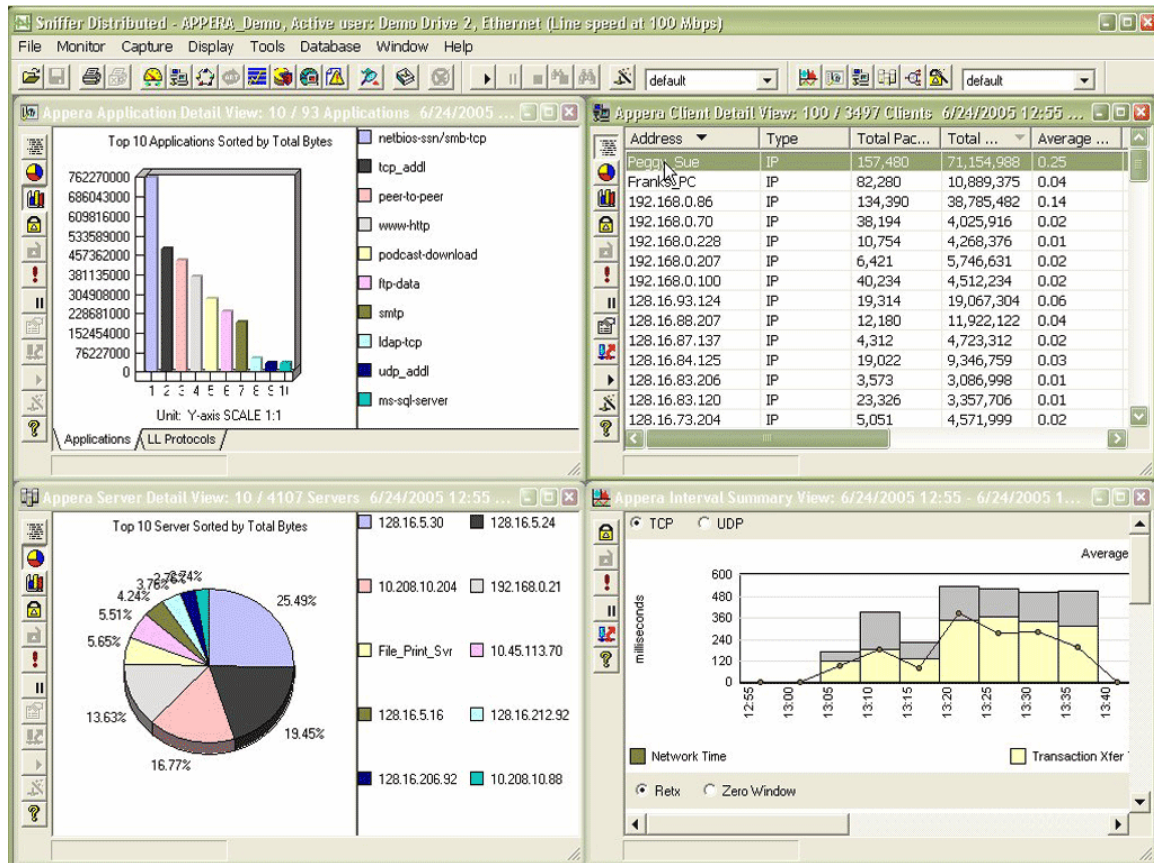 Sniffer Distributed - APPERA_Demo, Active user: Demo Drive 2, Ethernet (Line speed at 100 Mbps)
File Monitor Capture Display Tools Database Window Help
default default
Appera Application Detail View: 10 / 93 Applications 6/24/2005 12:55 ...
Top 10 Applications Sorted by Total Bytes
762270000
686043000
609816000
533589000
457362000
381135000
304908000
228681000
152454000
76227000
0
1 2 3 4 5 6 7 8 9 10
Unit: Y-axis SCALE 1:1
netbios-ssn/smb-tcp
tcp_addl
peer-to-peer
www-http
podcast-download
ftp-data
smtp
ldap-tcp
udp_addl
ms-sql-server
Applications LL Protocols
Appera Client Detail View: 100 / 3497 Clients 6/24/2005 12:55 ...
Address Type Total Pac... Total ... Average ...
Peggy_Sue IP 157,480 71,154,988 0.25
Franks_PC IP 82,280 10,889,375 0.04
192.168.0.86 IP 134,390 38,785,482 0.14
192.168.0.70 IP 38,194 4,025,916 0.02
192.168.0.228 IP 10,754 4,268,376 0.01
192.168.0.207 IP 6,421 5,746,631 0.02
192.168.0.100 IP 40,234 4,512,234 0.02
128.16.93.124 IP 19,314 19,067,304 0.06
128.16.88.207 IP 12,180 11,922,122 0.04
128.16.87.137 IP 4,312 4,723,312 0.02
128.16.84.125 IP 19,022 9,346,759 0.03
128.16.83.206 IP 3,573 3,086,998 0.01
128.16.83.120 IP 23,326 3,357,706 0.01
128.16.73.204 IP 5,051 4,571,999 0.02
Appera Server Detail View: 10 / 4107 Servers 6/24/2005 12:55 ...
Top 10 Server Sorted by Total Bytes
25.49%
19.45%
16.77%
13.63%
5.65%
5.51%
4.24%
3.76%
2.76%
2.74%
128.16.5.30 128.16.5.24
10.208.10.204 192.168.0.21
File_Print_Svr 10.45.113.70
128.16.5.16 128.16.212.92
128.16.206.92 10.208.10.88
Appera Interval Summary View: 6/24/2005 12:55 - 6/24/2005 1...
TCP UDP
Average
milliseconds
600
480
360
240
120
0
12:55 13:00 13:05 13:10 13:15 13:20 13:25 13:30 13:35 13:40
Network Time Transaction Xfer
Retx Zero Window